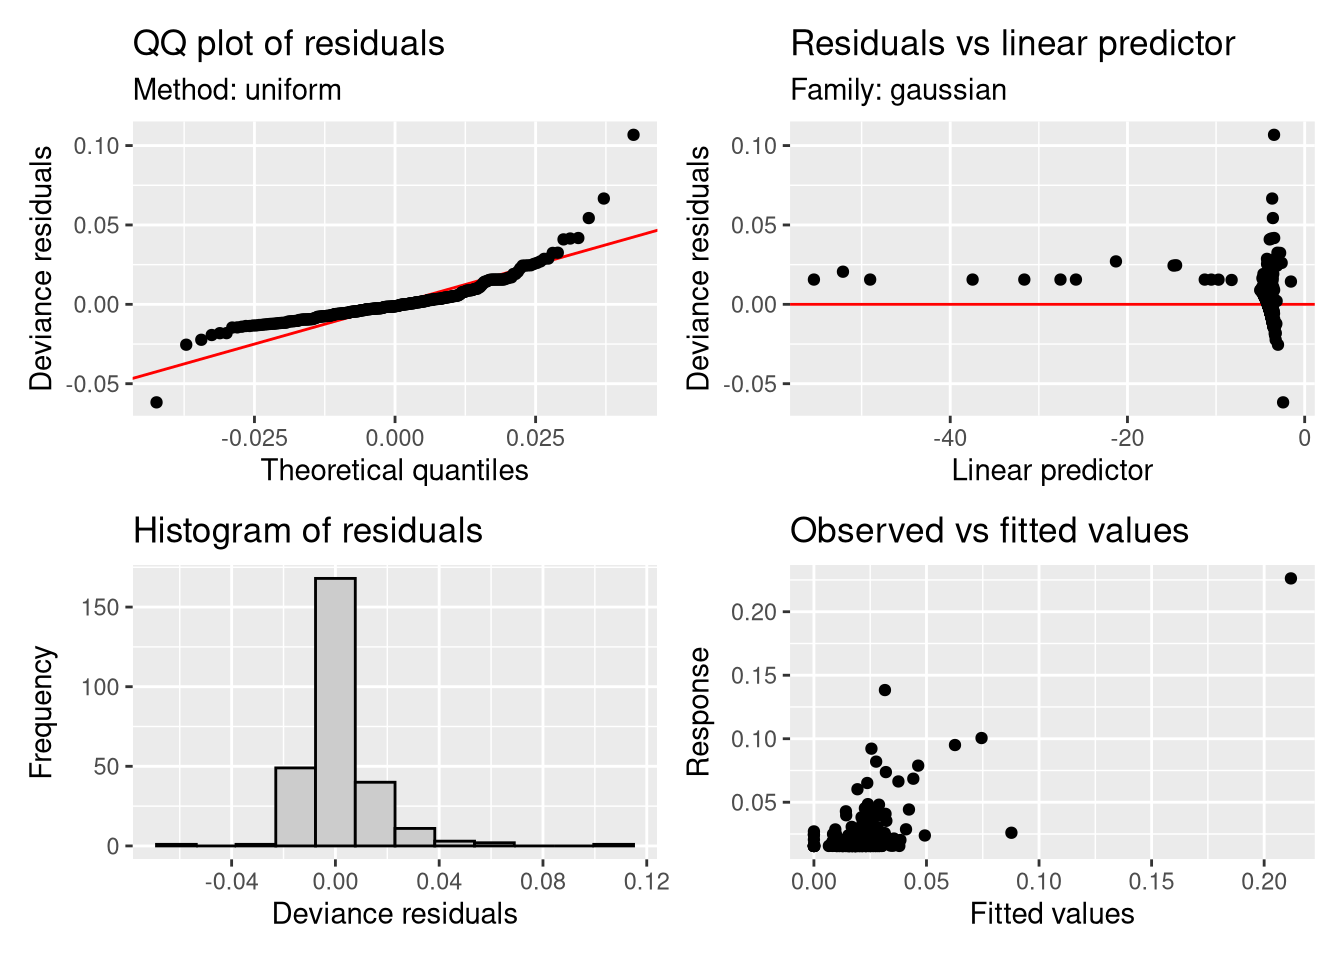 QQ plot of residuals
Method: uniform
0.10
0.05
0.00
-0.05
Deviance residuals
-0.025
0.000
0.025
Theoretical quantiles
Residuals vs linear predictor
Family: gaussian
0.10
0.05
0.00
-0.05
Deviance residuals
-40
-20
0
Linear predictor
Histogram of residuals
150
100
50
0
Frequency
-0.04
0.00
0.04
0.08
0.12
Deviance residuals
Observed vs fitted values
0.20
0.15
0.10
0.05
Response
0.00
0.05
0.10
0.15
0.20
Fitted values